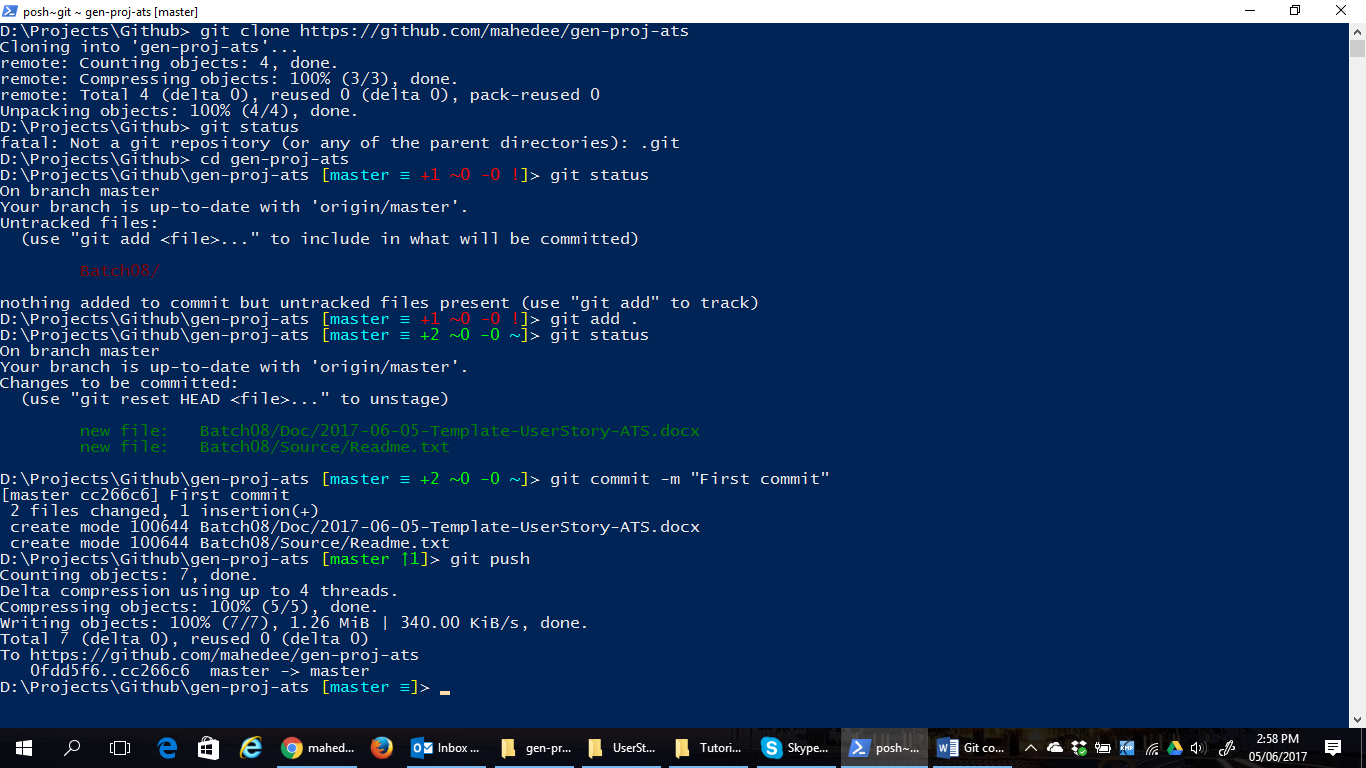 posh~git ~ gen-proj-ats [master]
D:\Projects\Github> git clone https://github.com/mahedee/gen-proj-ats
Cloning into 'gen-proj-ats'...
remote: Counting objects: 4, done.
remote: Compressing objects: 100% (3/3), done.
remote: Total 4 (delta 0), reused 0 (delta 0), pack-reused 0
Unpacking objects: 100% (4/4), done.
D:\Projects\Github> git status
fatal: Not a git repository (or any of the parent directories): .git
D:\Projects\Github> cd gen-proj-ats
D:\Projects\Github\gen-proj-ats [master ≡ +1 ~0 -0 !]> git status
On branch master
Your branch is up-to-date with 'origin/master'.
Untracked files:
  (use "git add <file>..." to include in what will be committed)
        Batch08/
nothing added to commit but untracked files present (use "git add" to track)
D:\Projects\Github\gen-proj-ats [master ≡ +1 ~0 -0 !]> git add .
D:\Projects\Github\gen-proj-ats [master ≡ +2 ~0 -0 ~]> git status
On branch master
Your branch is up-to-date with 'origin/master'.
Changes to be committed:
  (use "git reset HEAD <file>..." to unstage)
        new file:   Batch08/Doc/2017-06-05-Template-UserStory-ATS.docx
        new file:   Batch08/Source/Readme.txt
D:\Projects\Github\gen-proj-ats [master ≡ +2 ~0 -0 ~]> git commit -m "First commit"
[master cc266c6] First commit
 2 files changed, 1 insertion(+)
 create mode 100644 Batch08/Doc/2017-06-05-Template-UserStory-ATS.docx
 create mode 100644 Batch08/Source/Readme.txt
D:\Projects\Github\gen-proj-ats [master ↑1]> git push
Counting objects: 7, done.
Delta compression using up to 4 threads.
Compressing objects: 100% (5/5), done.
Writing objects: 100% (7/7), 1.26 MiB | 340.00 KiB/s, done.
Total 7 (delta 0), reused 0 (delta 0)
To https://github.com/mahedee/gen-proj-ats
   0fdd5f6..cc266c6  master -> master
D:\Projects\Github\gen-proj-ats [master ≡]> _
mahed... Inbox ... gen-pr... UserSt... Tutori... Skype... posh~... Git co... 2:58 PM
05/06/2017